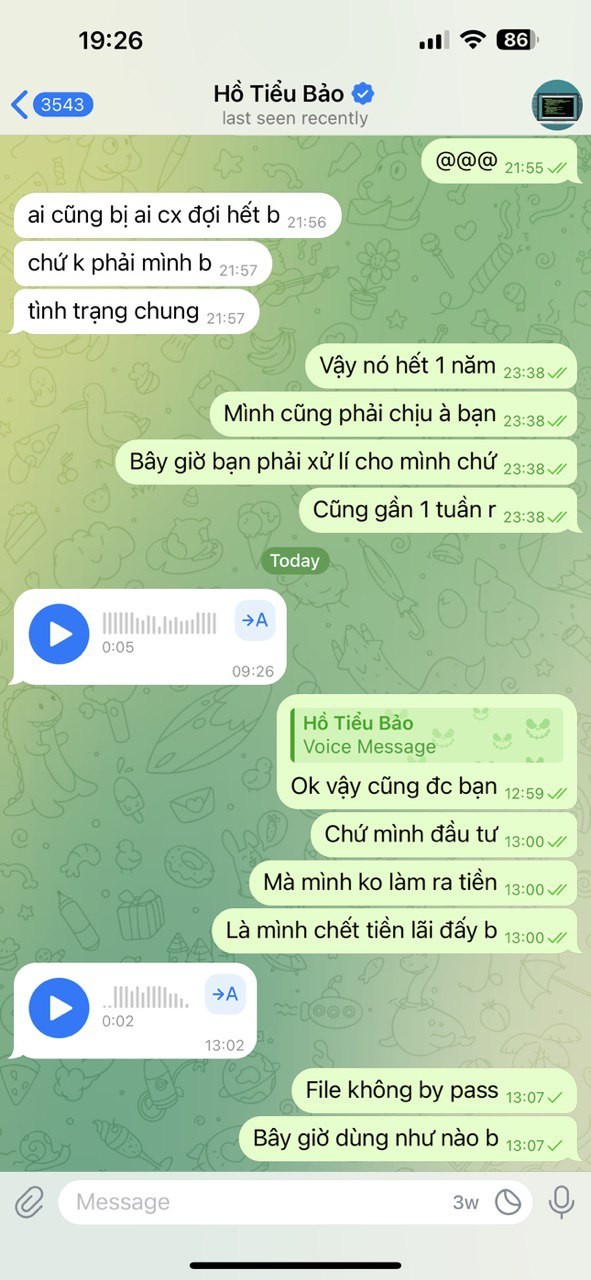 19:26
86
3543
Hồ Tiểu Bảo
last seen recently
@@@ 21:55
ai cũng bị ai cx đợi hết b 21:56
chứ k phải mình b 21:57
tình trạng chung 21:57
Vậy nó hết 1 năm 23:38
Mình cũng phải chịu à bạn 23:38
Bây giờ bạn phải xử lí cho mình chứ 23:38
Cũng gần 1 tuần r 23:38
Today
→A
0:05
09:26
Hồ Tiểu Bảo
Voice Message
Ok vậy cũng đc bạn 12:59
Chứ mình đầu tư 13:00
Mà mình ko làm ra tiền 13:00
Là mình chết tiền lãi đấy b 13:00
→A
0:02
13:02
File không by pass 13:07
Bây giờ dùng như nào b 13:07
Message 3w